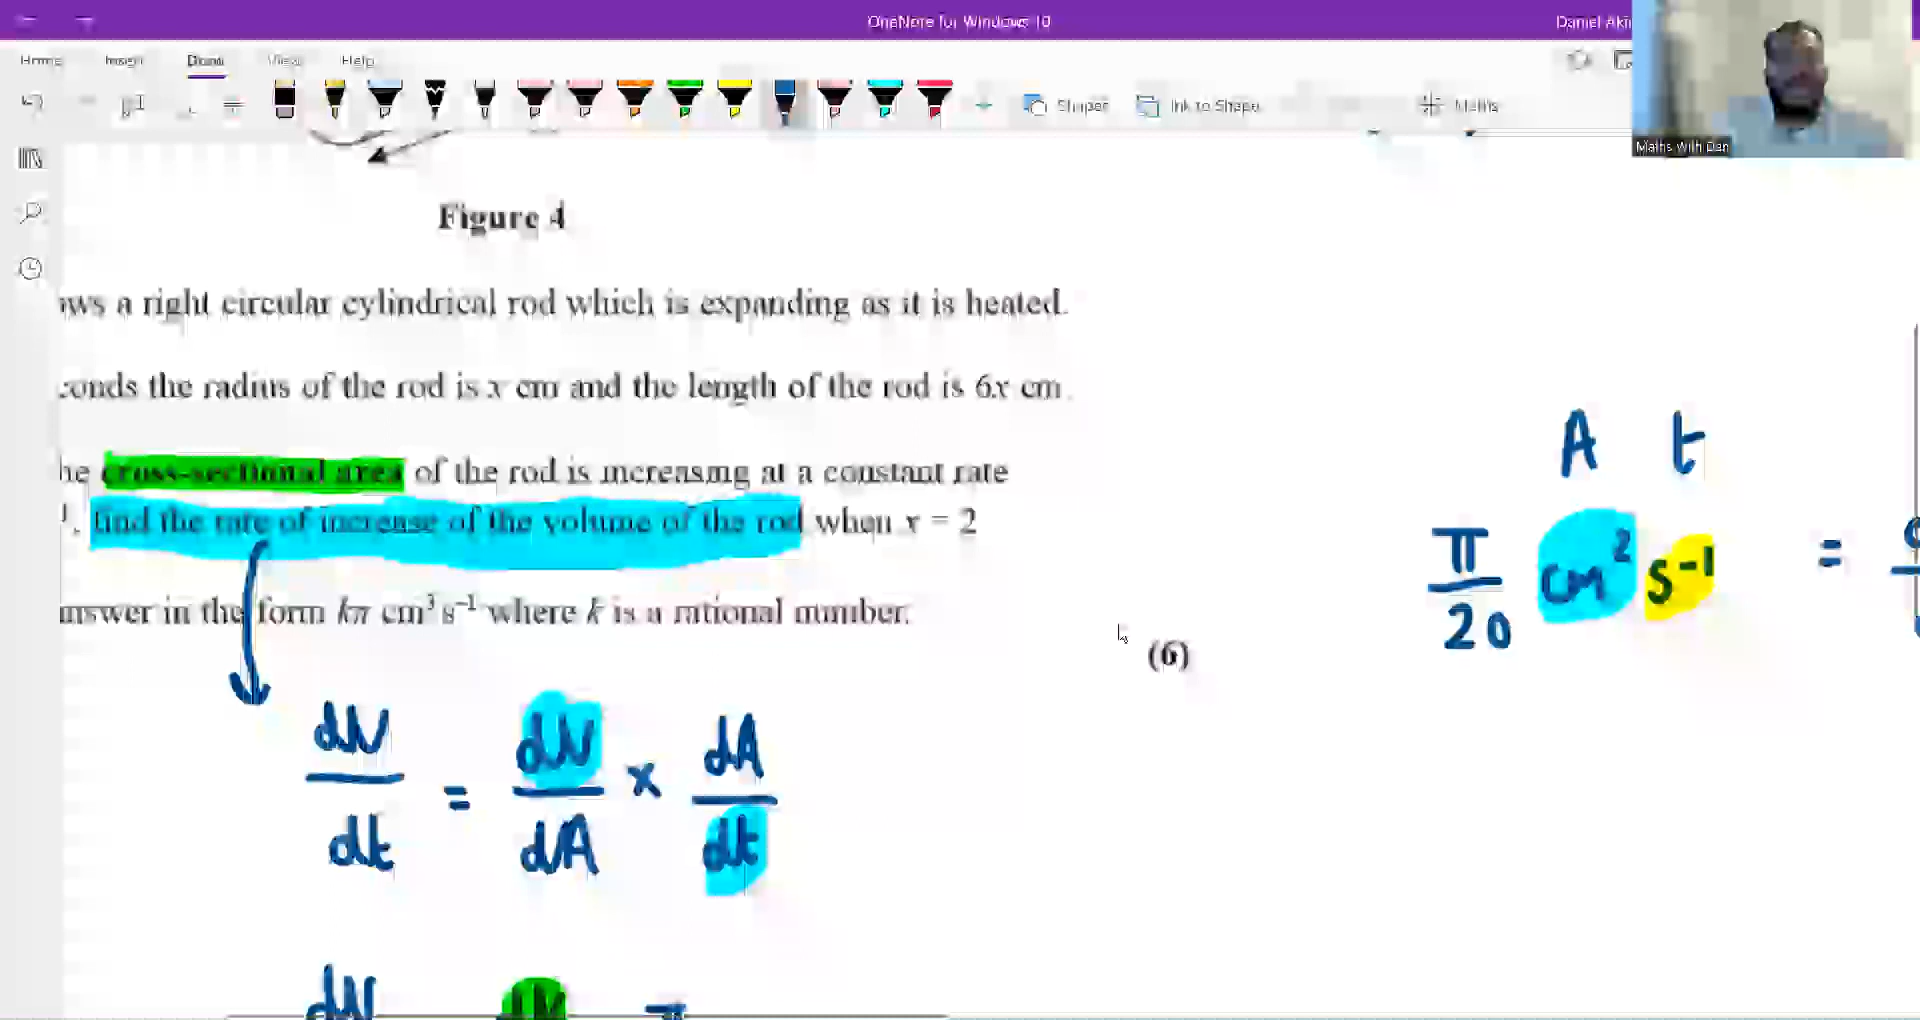 OneNote for Windows 10
Home Insert Draw View Help
Shapes Ink to Shape Maths
Maths With Dan
Figure 4
ows a right circular cylindrical rod which is expanding as it is heated.
conds the radius of the rod is x cm and the length of the rod is 6x cm.
he cross-sectional area of the rod is increasing at a constant rate
find the rate of increase of the volume of the rod when x = 2
answer in the form kπ cm³ s⁻¹ where k is a rational number.
(6)
A t
π/20 cm² s⁻¹ =
dV/dt = dV/dA × dA/dt
dV